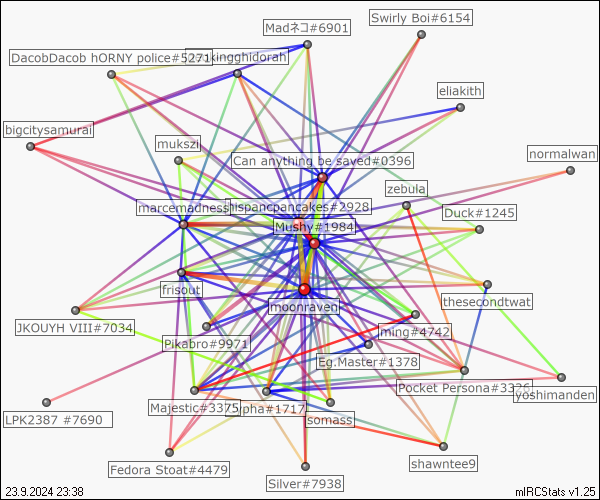 Swirly Boi#6154
Madネコ#6901
DacobDacob hORNY police#5271
kingghidorah
eliakith
bigcitysamurai
mukszi
Can anything be saved#0396
normalwan
zebula
marcemadness
hispancpancakes#2928
Duck#1245
Mushy#1984
frisout
thesecondtwat
moonraven
JKOUYH VIII#7034
ming#4742
Pikabro#9971
Eg.Master#1378
Pocket Persona#3326
yoshimanden
Majestic#3375
alpha#1717
somass
LPK2387 #7690
shawntee9
Fedora Stoat#4479
Silver#7938
23.9.2024 23:38
mIRCStats v1.25